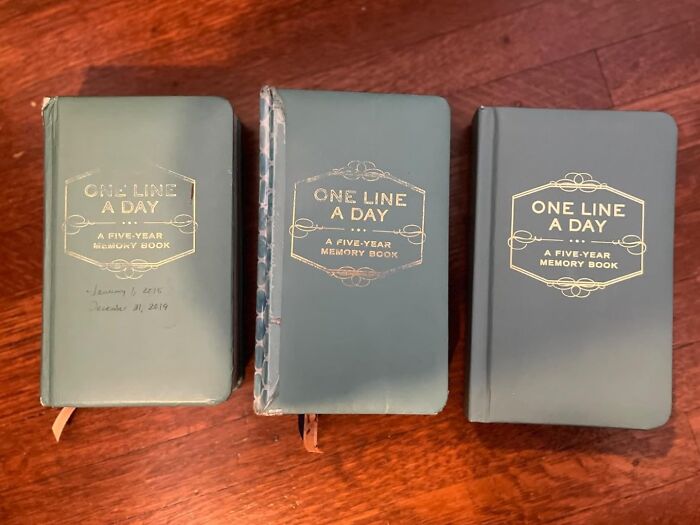 ONE LINE
A DAY
A FIVE-YEAR
MEMORY BOOK
January 1, 2015
December 31, 2019
ONE LINE
A DAY
A FIVE-YEAR
MEMORY BOOK
ONE LINE
A DAY
A FIVE-YEAR
MEMORY BOOK